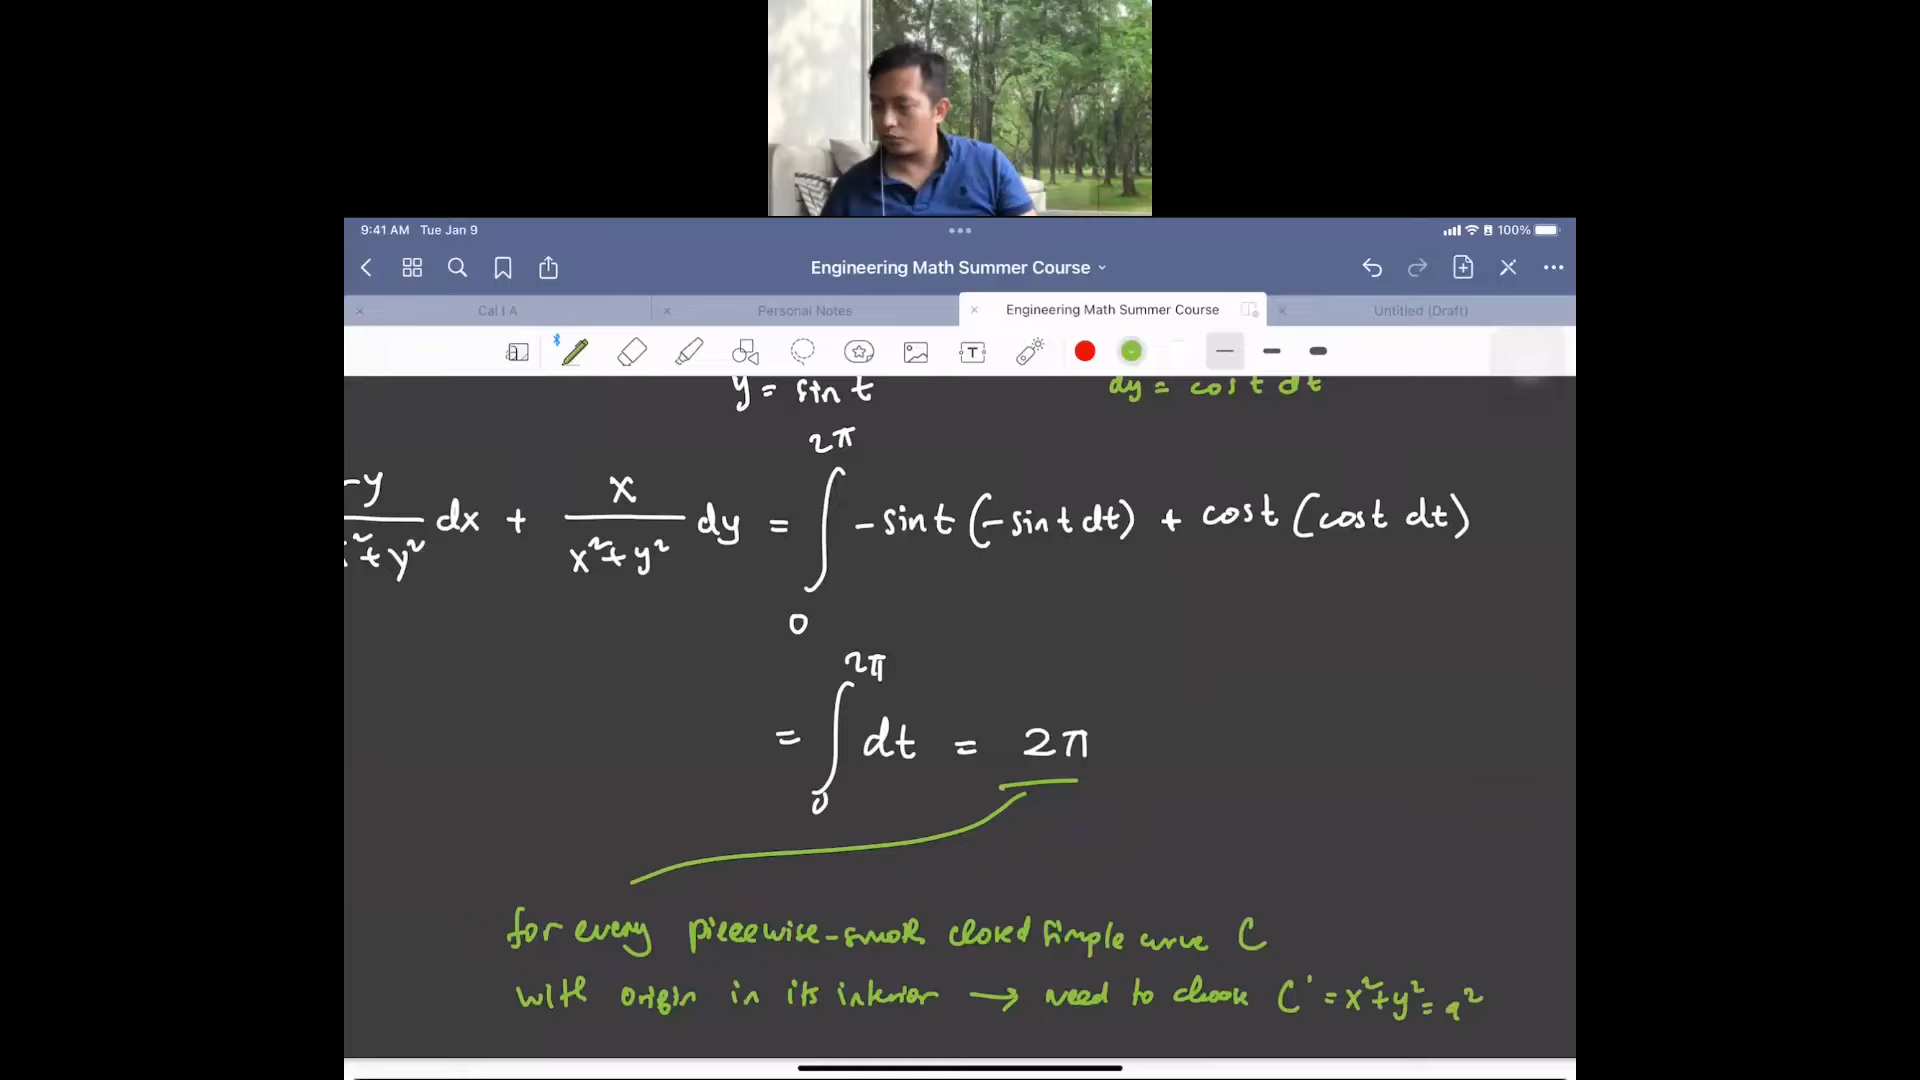 9:41 AM Tue Jan 9
100%
Engineering Math Summer Course
Cal I A
Personal Notes
Engineering Math Summer Course
Untitled (Draft)
y = sin t
dy = cos t dt
-y/x²+y² dx + x/x²+y² dy = ∫₀^2π -sin t (-sin t dt) + cos t (cos t dt)
= ∫₀^2π dt = 2π
for every piecewise-smooth closed simple curve C
with origin in its interior → need to choose C' = x²+y² = a²